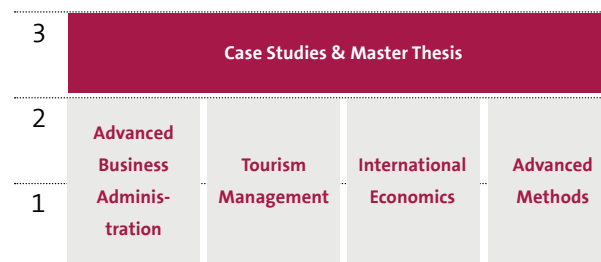 3
Case Studies & Master Thesis
2
Advanced
Business
Adminis-
tration
Tourism
Management
International
Economics
Advanced
Methods
1